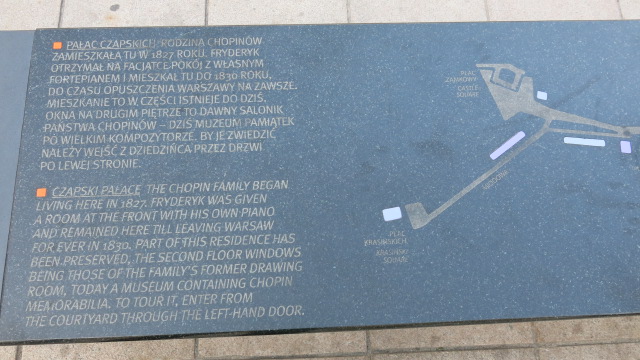 PAŁAC CZAPSKICH RODZINA CHOPINÓW
ZAMIESZKAŁA TU W 1827 ROKU. FRYDERYK
OTRZYMAŁ NA FACJATCE POKÓJ Z WŁASNYM
FORTEPIANEM I MIESZKAŁ TU DO 1830 ROKU,
DO CZASU OPUSZCZENIA WARSZAWY NA ZAWSZE.
MIESZKANIE TO W CZĘŚCI ISTNIEJE DO DZIŚ,
OKNA NA DRUGIM PIĘTRZE TO DAWNY SALONIK
PAŃSTWA CHOPINÓW – DZIŚ MUZEUM PAMIĄTEK
PO WIELKIM KOMPOZYTORZE. BY JE ZWIEDZIĆ,
NALEŻY WEJŚĆ Z DZIEDZIŃCA PRZEZ DRZWI
PO LEWEJ STRONIE.
CZAPSKI PALACE THE CHOPIN FAMILY BEGAN
LIVING HERE IN 1827. FRYDERYK WAS GIVEN
A ROOM AT THE FRONT WITH HIS OWN PIANO
AND REMAINED HERE TILL LEAVING WARSAW
FOR EVER IN 1830. PART OF THIS RESIDENCE HAS
BEEN PRESERVED, THE SECOND FLOOR WINDOWS
BEING THOSE OF THE FAMILY'S FORMER DRAWING
ROOM, TODAY A MUSEUM CONTAINING CHOPIN
MEMORABILIA. TO TOUR IT, ENTER FROM
THE COURTYARD THROUGH THE LEFT-HAND DOOR.
PLAC
ZAMKOWY
CASTLE
SQUARE
MIODOWA
PLAC
KRASIŃSKICH
KRASIŃSKI
SQUARE